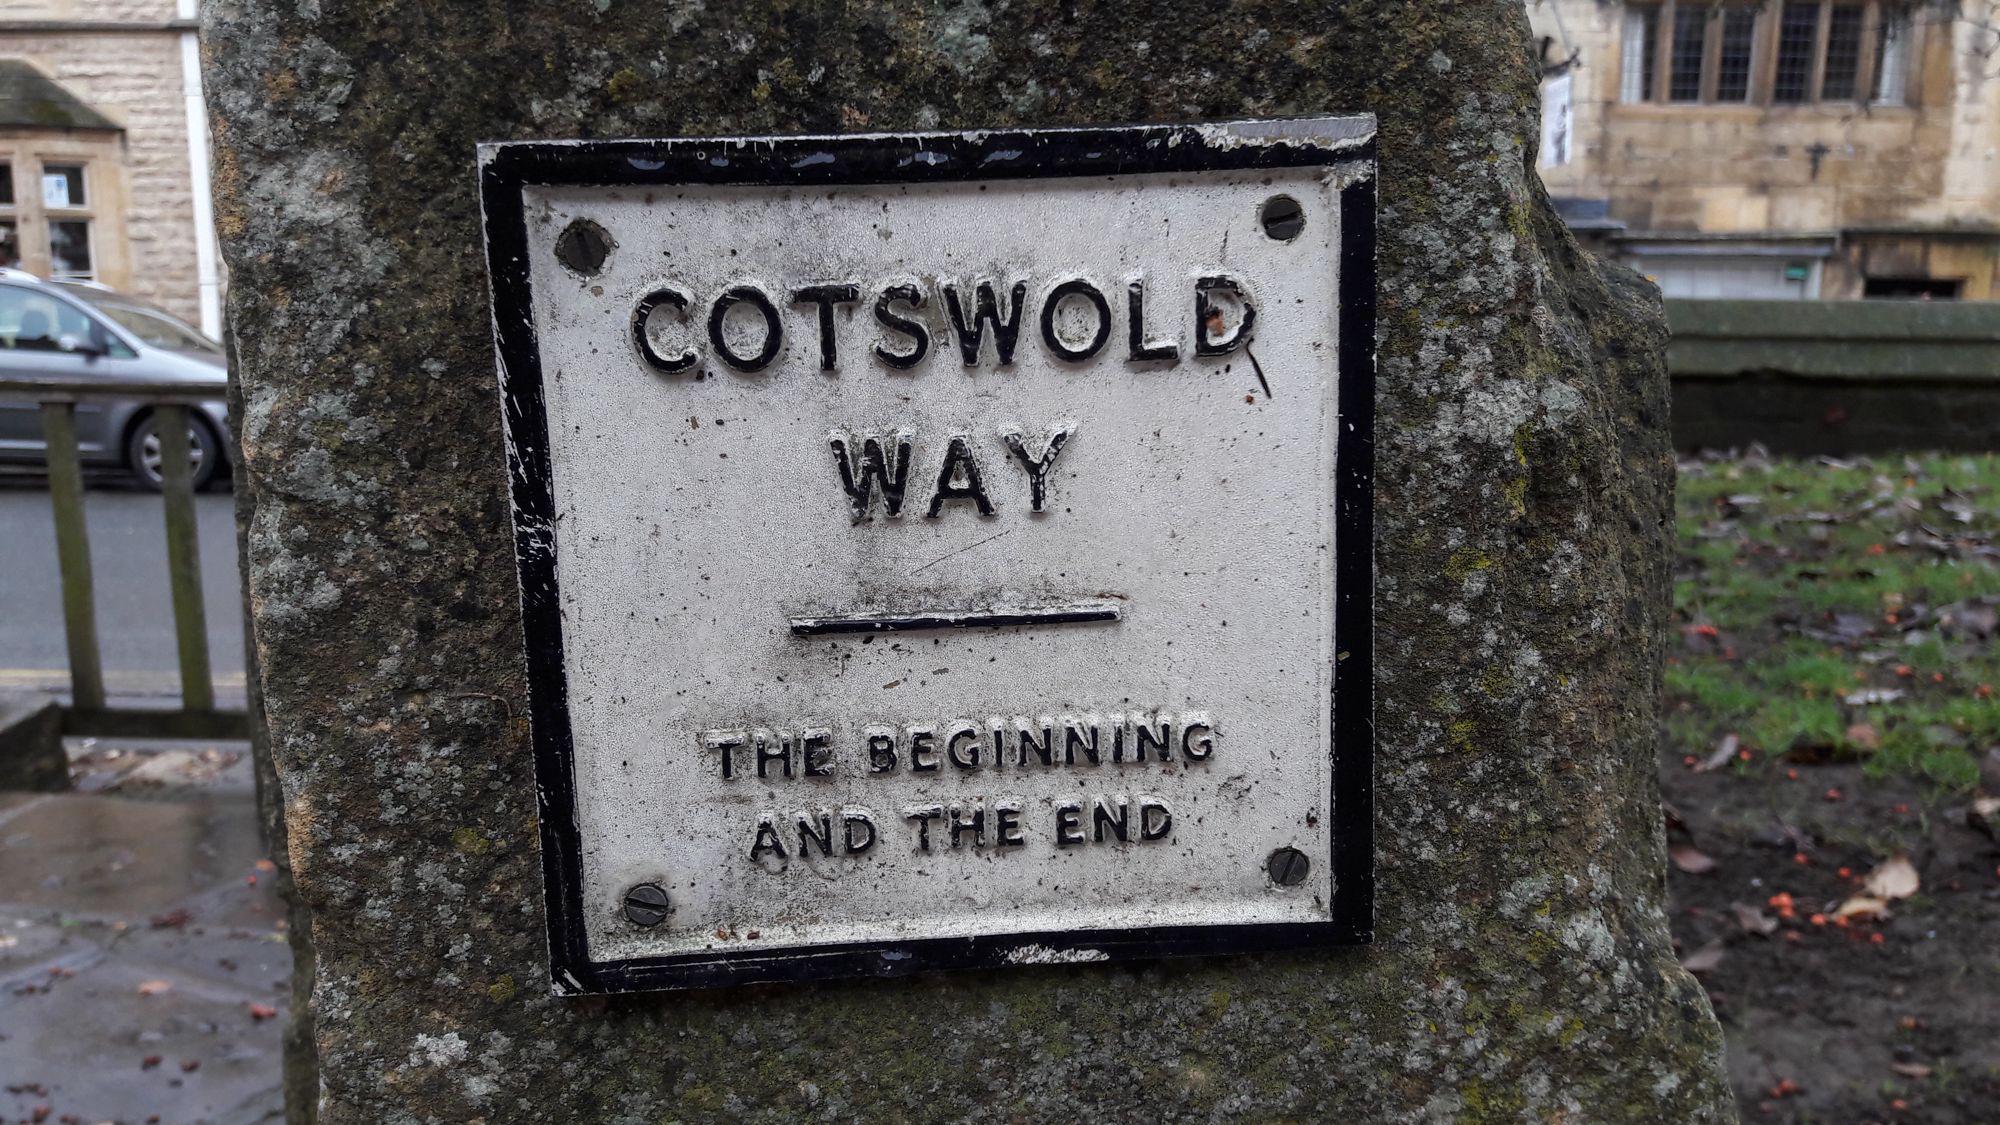 COTSWOLD
WAY
THE BEGINNING
AND THE END